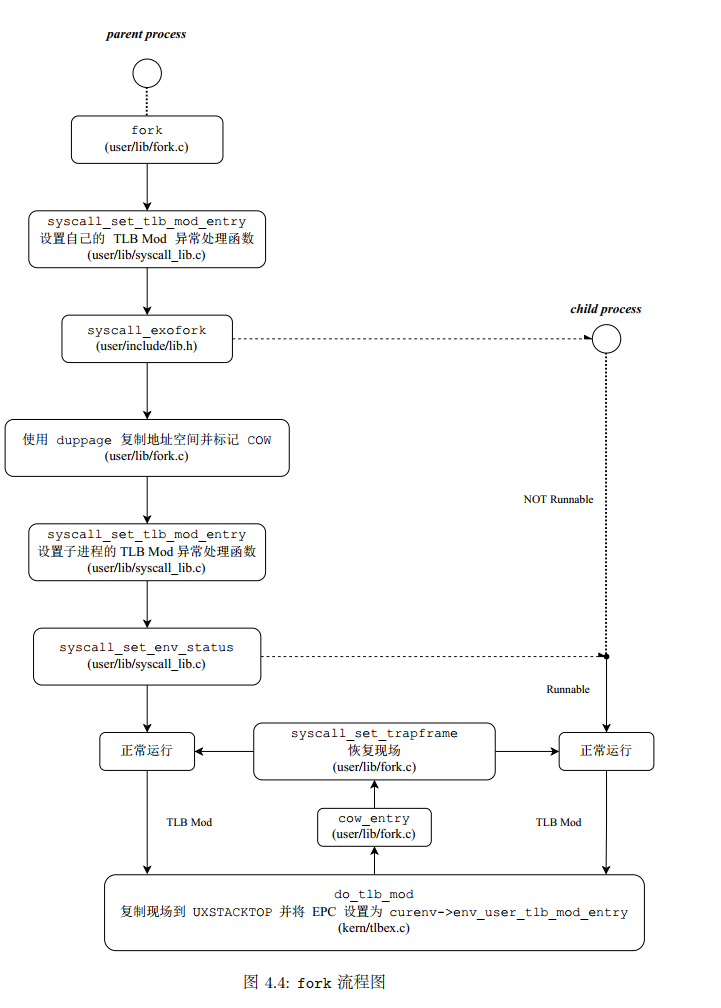 parent process
fork
(user/lib/fork.c)
syscall_set_tlb_mod_entry
设置自己的 TLB Mod 异常处理函数
(user/lib/syscall_lib.c)
child process
syscall_exofork
(user/include/lib.h)
使用 duppage 复制地址空间并标记 COW
(user/lib/fork.c)
NOT Runnable
syscall_set_tlb_mod_entry
设置子进程的 TLB Mod 异常处理函数
(user/lib/syscall_lib.c)
syscall_set_env_status
(user/lib/syscall_lib.c)
Runnable
正常运行
syscall_set_trapframe
恢复现场
(user/lib/fork.c)
正常运行
TLB Mod
cow_entry
(user/lib/fork.c)
TLB Mod
do_tlb_mod
复制现场到 UXSTACKTOP 并将 EPC 设置为 curenv->env_user_tlb_mod_entry
(kern/tlbex.c)
图 4.4: fork 流程图